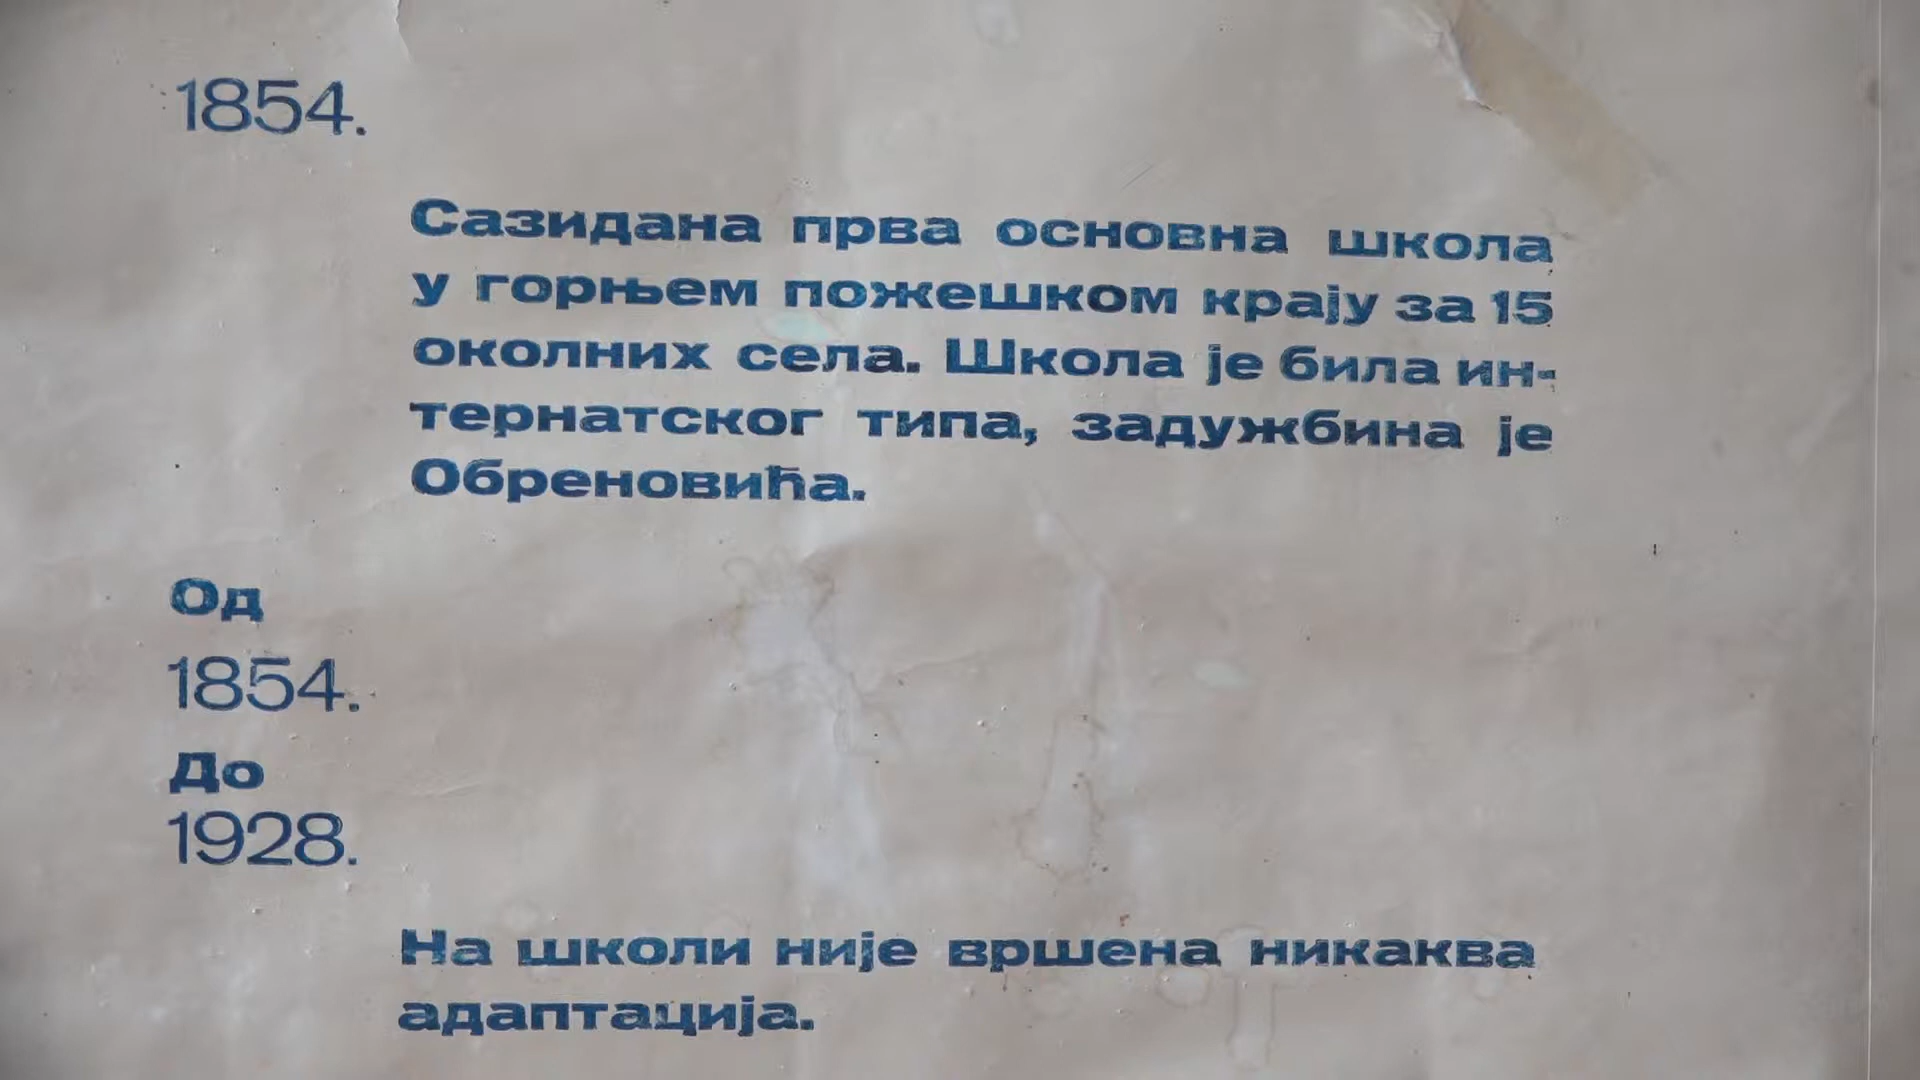 1854.
Сазидана прва основна школа
у горњем пожешком крају за 15
околних села. Школа је била ин-
тернатског типа, задужбина је
Обреновића.
Од
1854.
До
1928.
На школи није вршена никаква
адаптација.